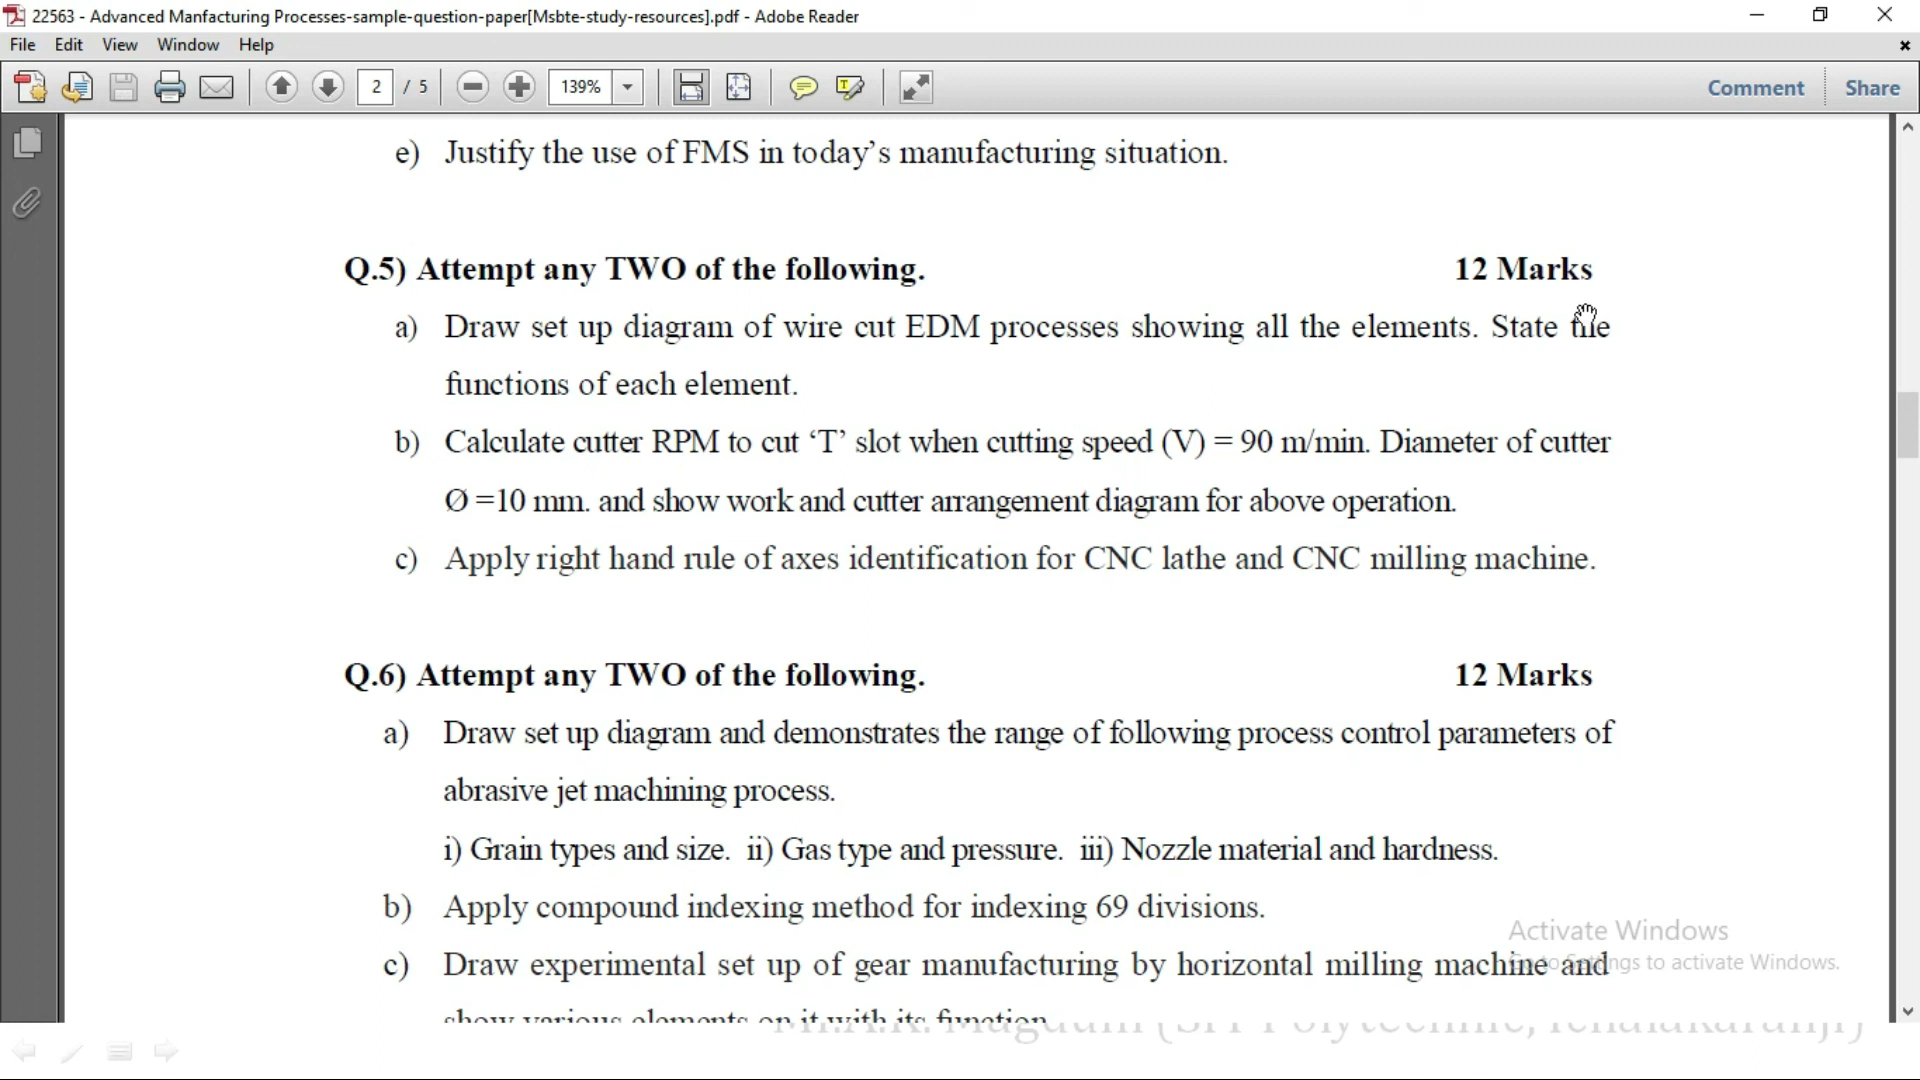 22563 - Advanced Manfacturing Processes-sample-question-paper[Msbte-study-resources].pdf - Adobe Reader
File Edit View Window Help
2 / 5 139% Comment Share
e) Justify the use of FMS in today's manufacturing situation.
Q.5) Attempt any TWO of the following. 12 Marks
a) Draw set up diagram of wire cut EDM processes showing all the elements. State the
functions of each element.
b) Calculate cutter RPM to cut 'T' slot when cutting speed (V) = 90 m/min. Diameter of cutter
Ø =10 mm. and show work and cutter arrangement diagram for above operation.
c) Apply right hand rule of axes identification for CNC lathe and CNC milling machine.
Q.6) Attempt any TWO of the following. 12 Marks
a) Draw set up diagram and demonstrates the range of following process control parameters of
abrasive jet machining process.
i) Grain types and size. ii) Gas type and pressure. iii) Nozzle material and hardness.
b) Apply compound indexing method for indexing 69 divisions.
Activate Windows
c) Draw experimental set up of gear manufacturing by horizontal milling machine and
Go to Settings to activate Windows.
show various elements on it with its function